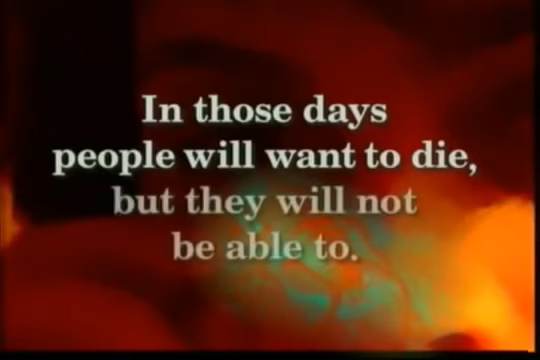 In those days
people will want to die,
but they will not
be able to.